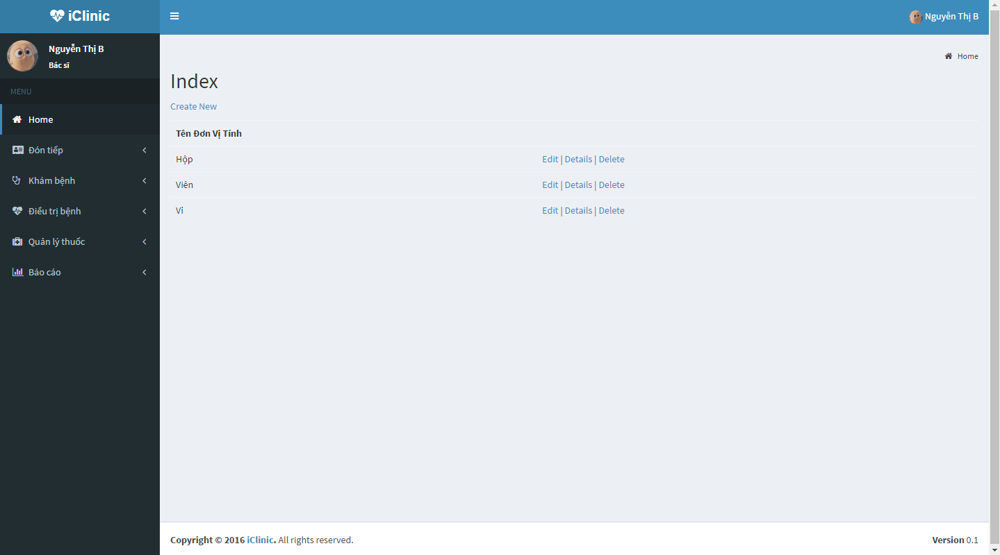 iClinic
Nguyễn Thị B
Nguyễn Thị B
Bác sĩ
MENU
Home
Đón tiếp
Khám bệnh
Điều trị bệnh
Quản lý thuốc
Báo cáo
Home
Index
Create New
Tên Đơn Vị Tính
Hộp Edit | Details | Delete
Viên Edit | Details | Delete
Vỉ Edit | Details | Delete
Copyright © 2016 iClinic. All rights reserved. Version 0.1